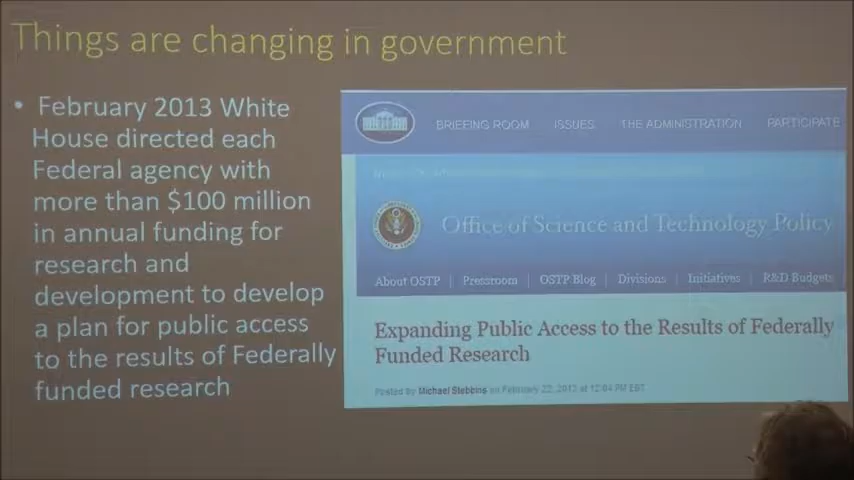 Things are changing in government
• February 2013 White
House directed each
Federal agency with
more than $100 million
in annual funding for
research and
development to develop
a plan for public access
to the results of Federally
funded research
BRIEFING ROOM ISSUES THE ADMINISTRATION PARTICIPATE
Office of Science and Technology Policy
About OSTP | Pressroom | OSTP Blog | Divisions | Initiatives | R&D Budgets
Expanding Public Access to the Results of Federally
Funded Research
Posted by Michael Stebbins on February 22, 2013 at 12:04 PM EST